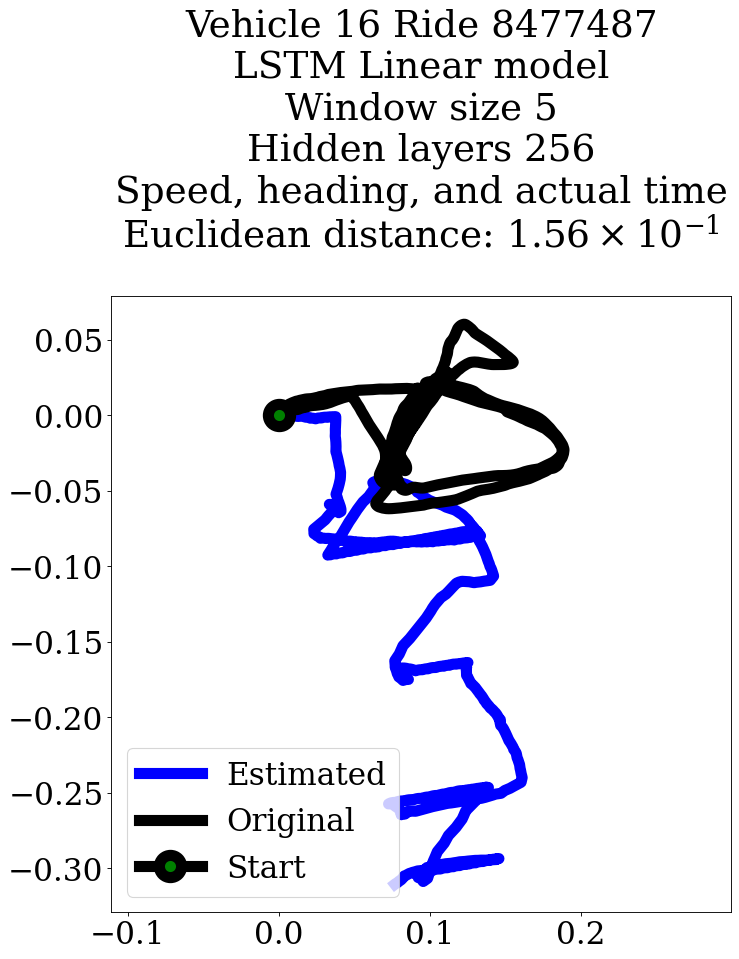 Vehicle 16 Ride 8477487
LSTM Linear model
Window size 5
Hidden layers 256
Speed, heading, and actual time
Euclidean distance: 1.56 × 10⁻¹
0.05
0.00
−0.05
−0.10
−0.15
−0.20
−0.25
−0.30
Estimated
Original
Start
−0.1
0.0
0.1
0.2